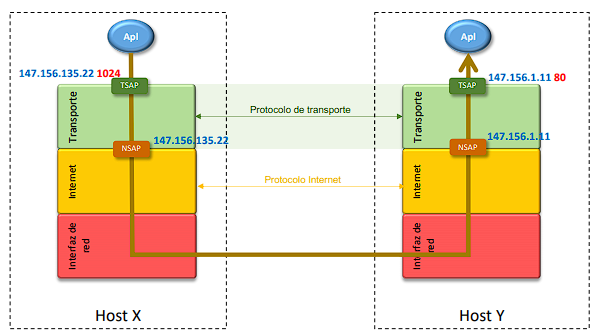 Apl
Apl
147.156.135.22 1024
TSAP
TSAP
147.156.1.11 80
Transporte
Protocolo de transporte
Transporte
NSAP
147.156.135.22
NSAP
147.156.1.11
Internet
Protocolo Internet
Internet
Interfaz de
red
Interfaz de
red
Host X
Host Y